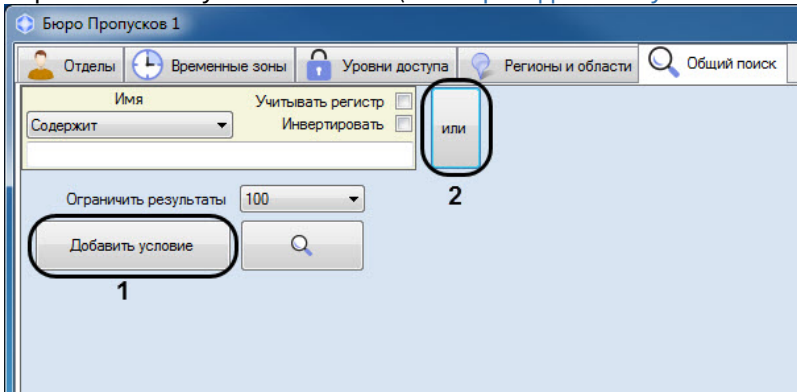 Бюро Пропусков 1
Отделы Временные зоны Уровни доступа Регионы и области Общий поиск
Имя Учитывать регистр
Содержит Инвертировать
или
2
Ограничить результаты 100
Добавить условие
1